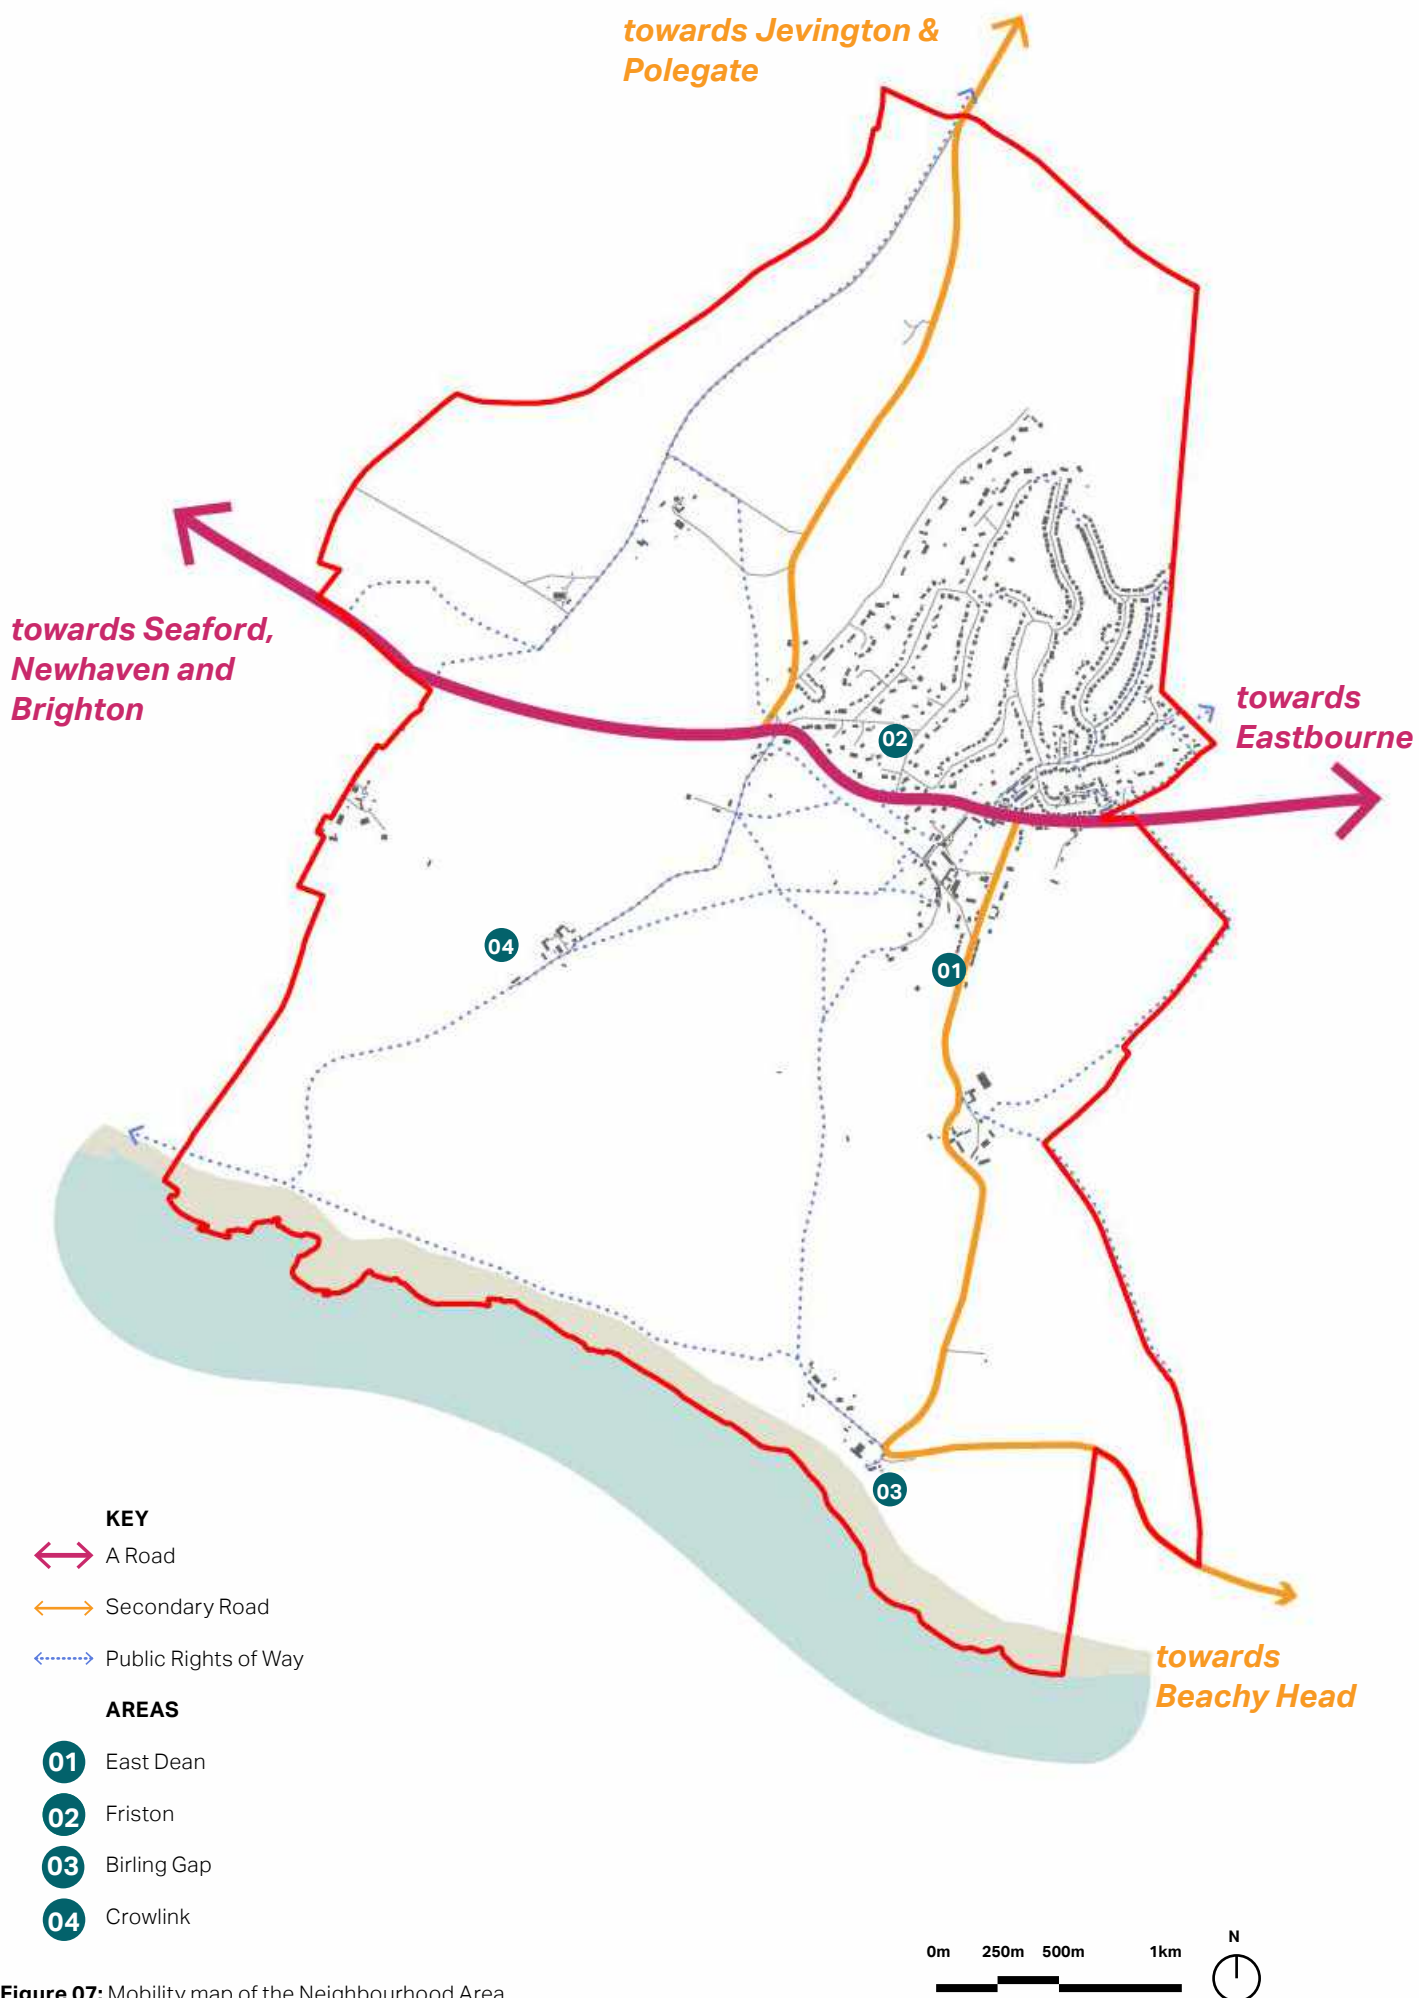 towards Jevington &
Polegate
towards Seaford,
Newhaven and
Brighton
towards
Eastbourne
02
04
01
03
towards
Beachy Head
KEY
A Road
Secondary Road
Public Rights of Way
AREAS
01 East Dean
02 Friston
03 Birling Gap
04 Crowlink
0m 250m 500m 1km
N
Figure 07: Mobility map of the Neighbourhood Area